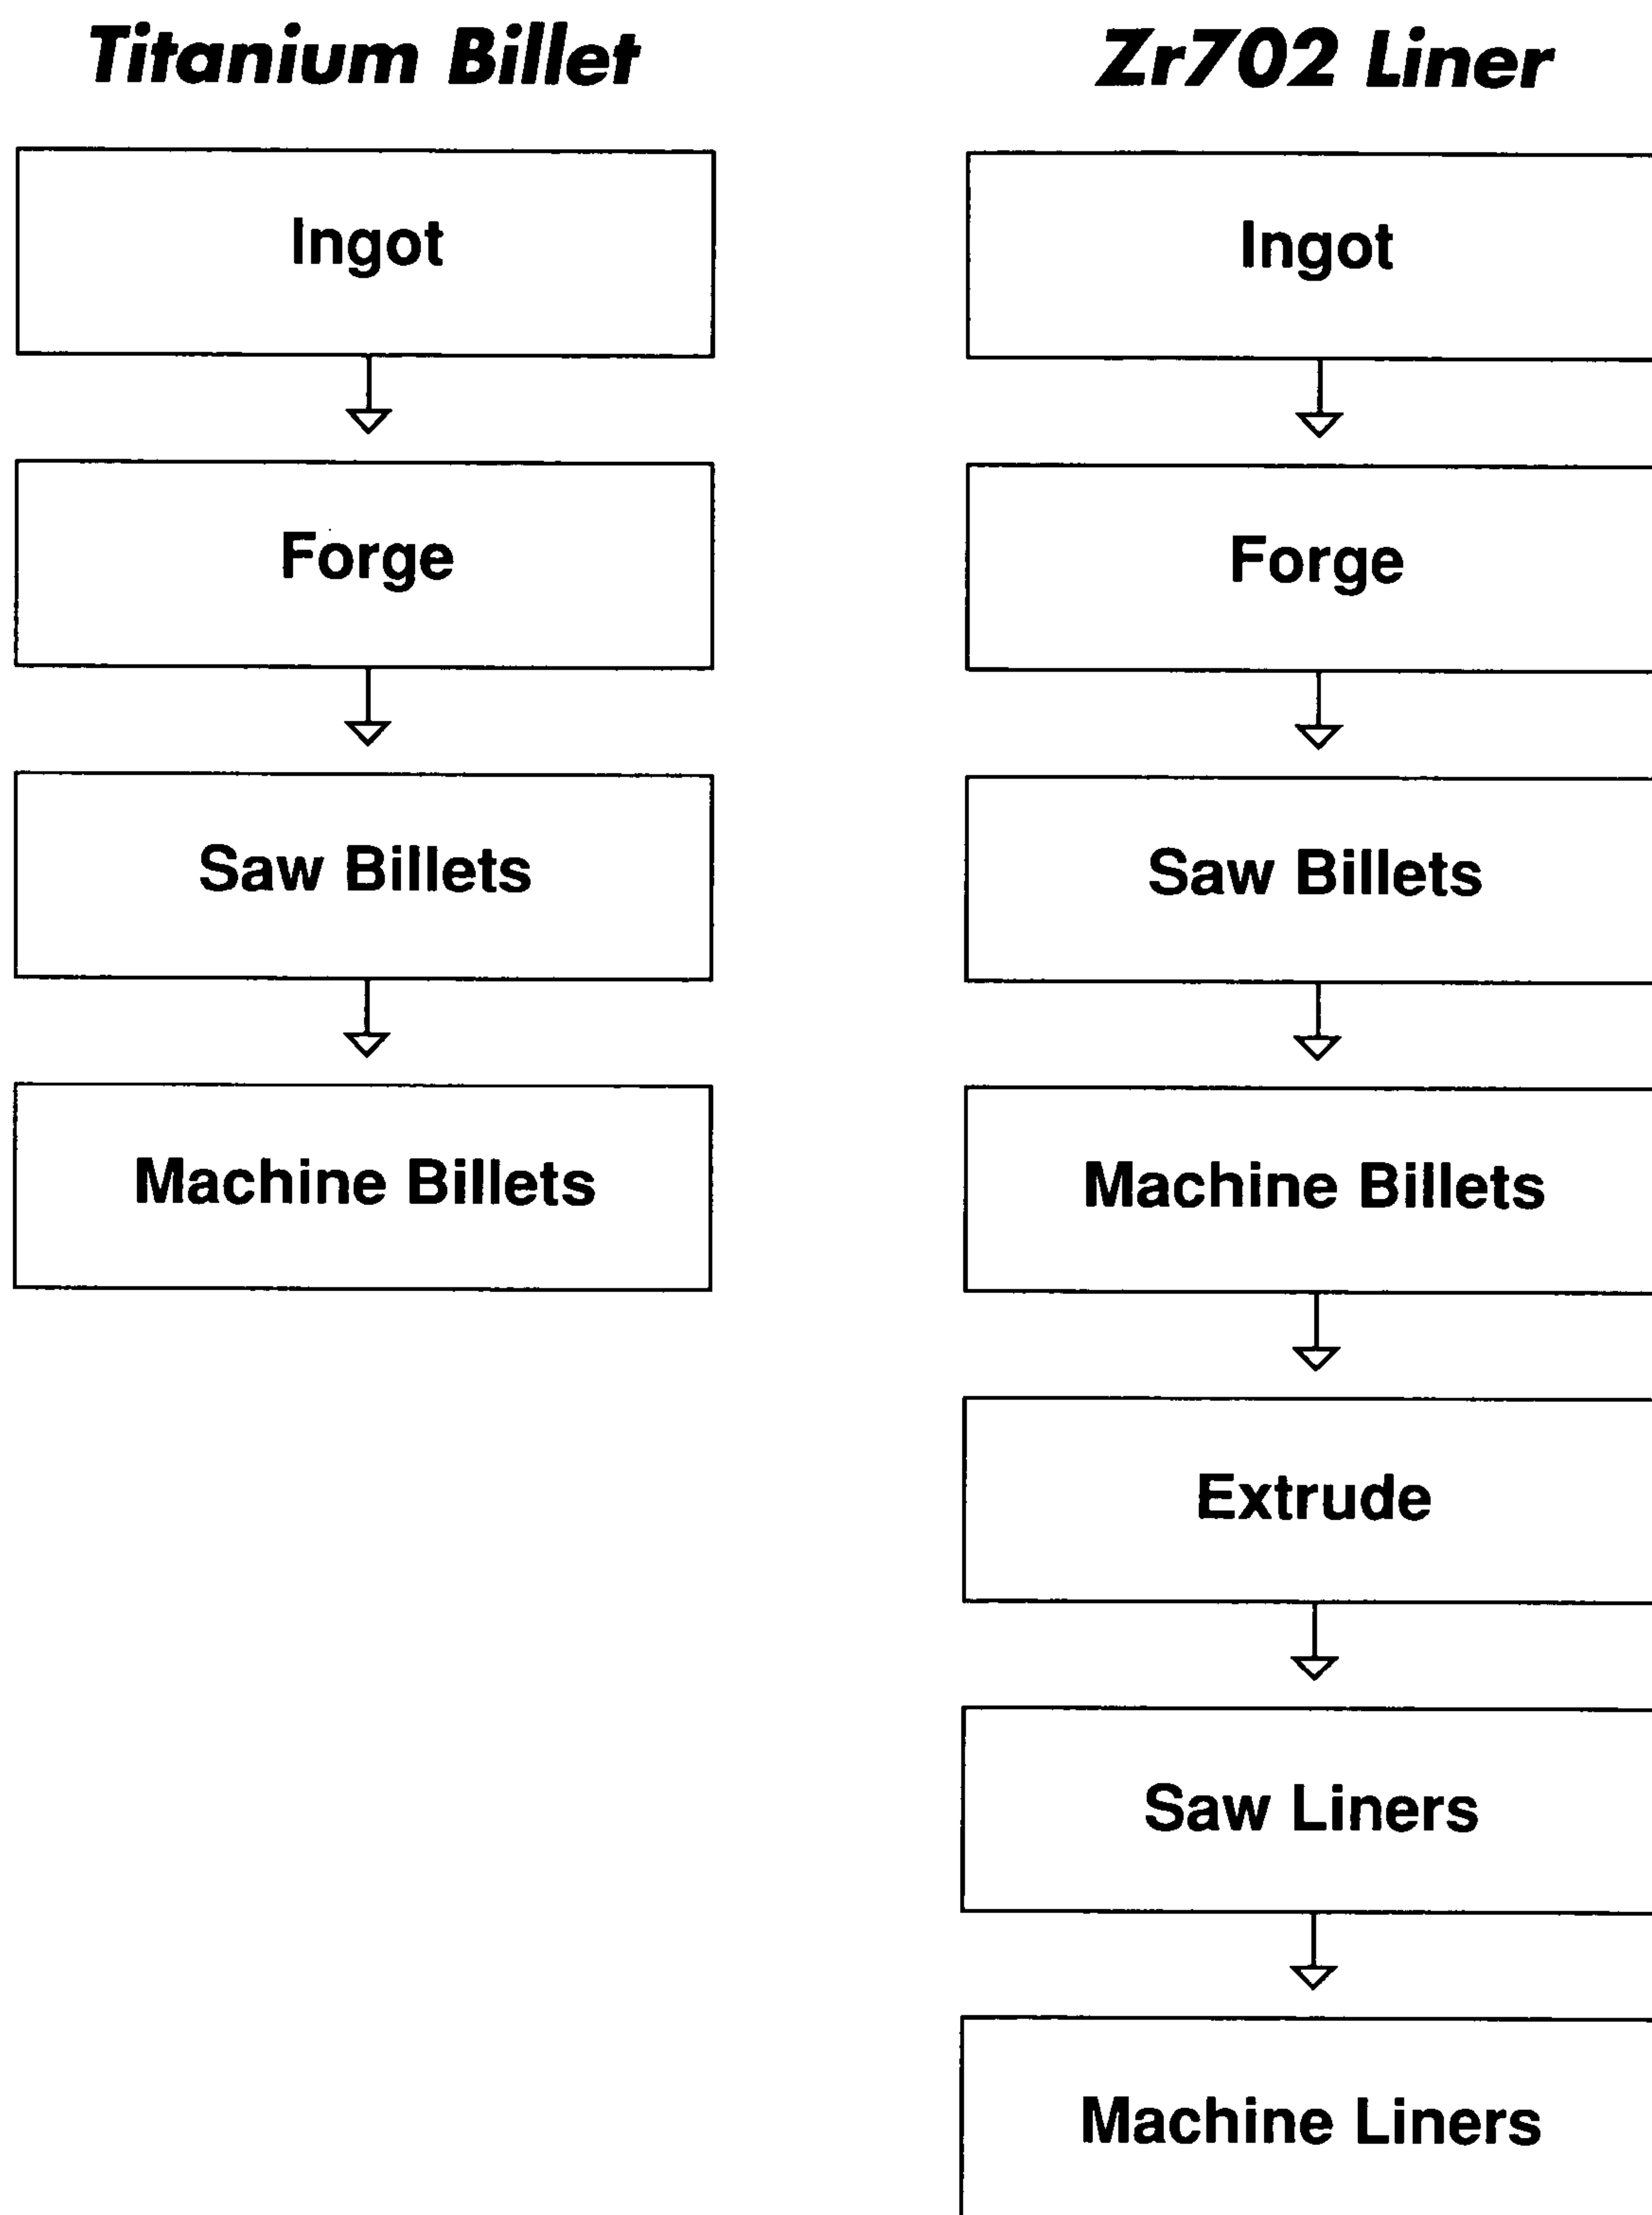 Titanium Billet
Ingot
Forge
Saw Billets
Machine Billets
Zr702 Liner
Ingot
Forge
Saw Billets
Machine Billets
Extrude
Saw Liners
Machine Liners